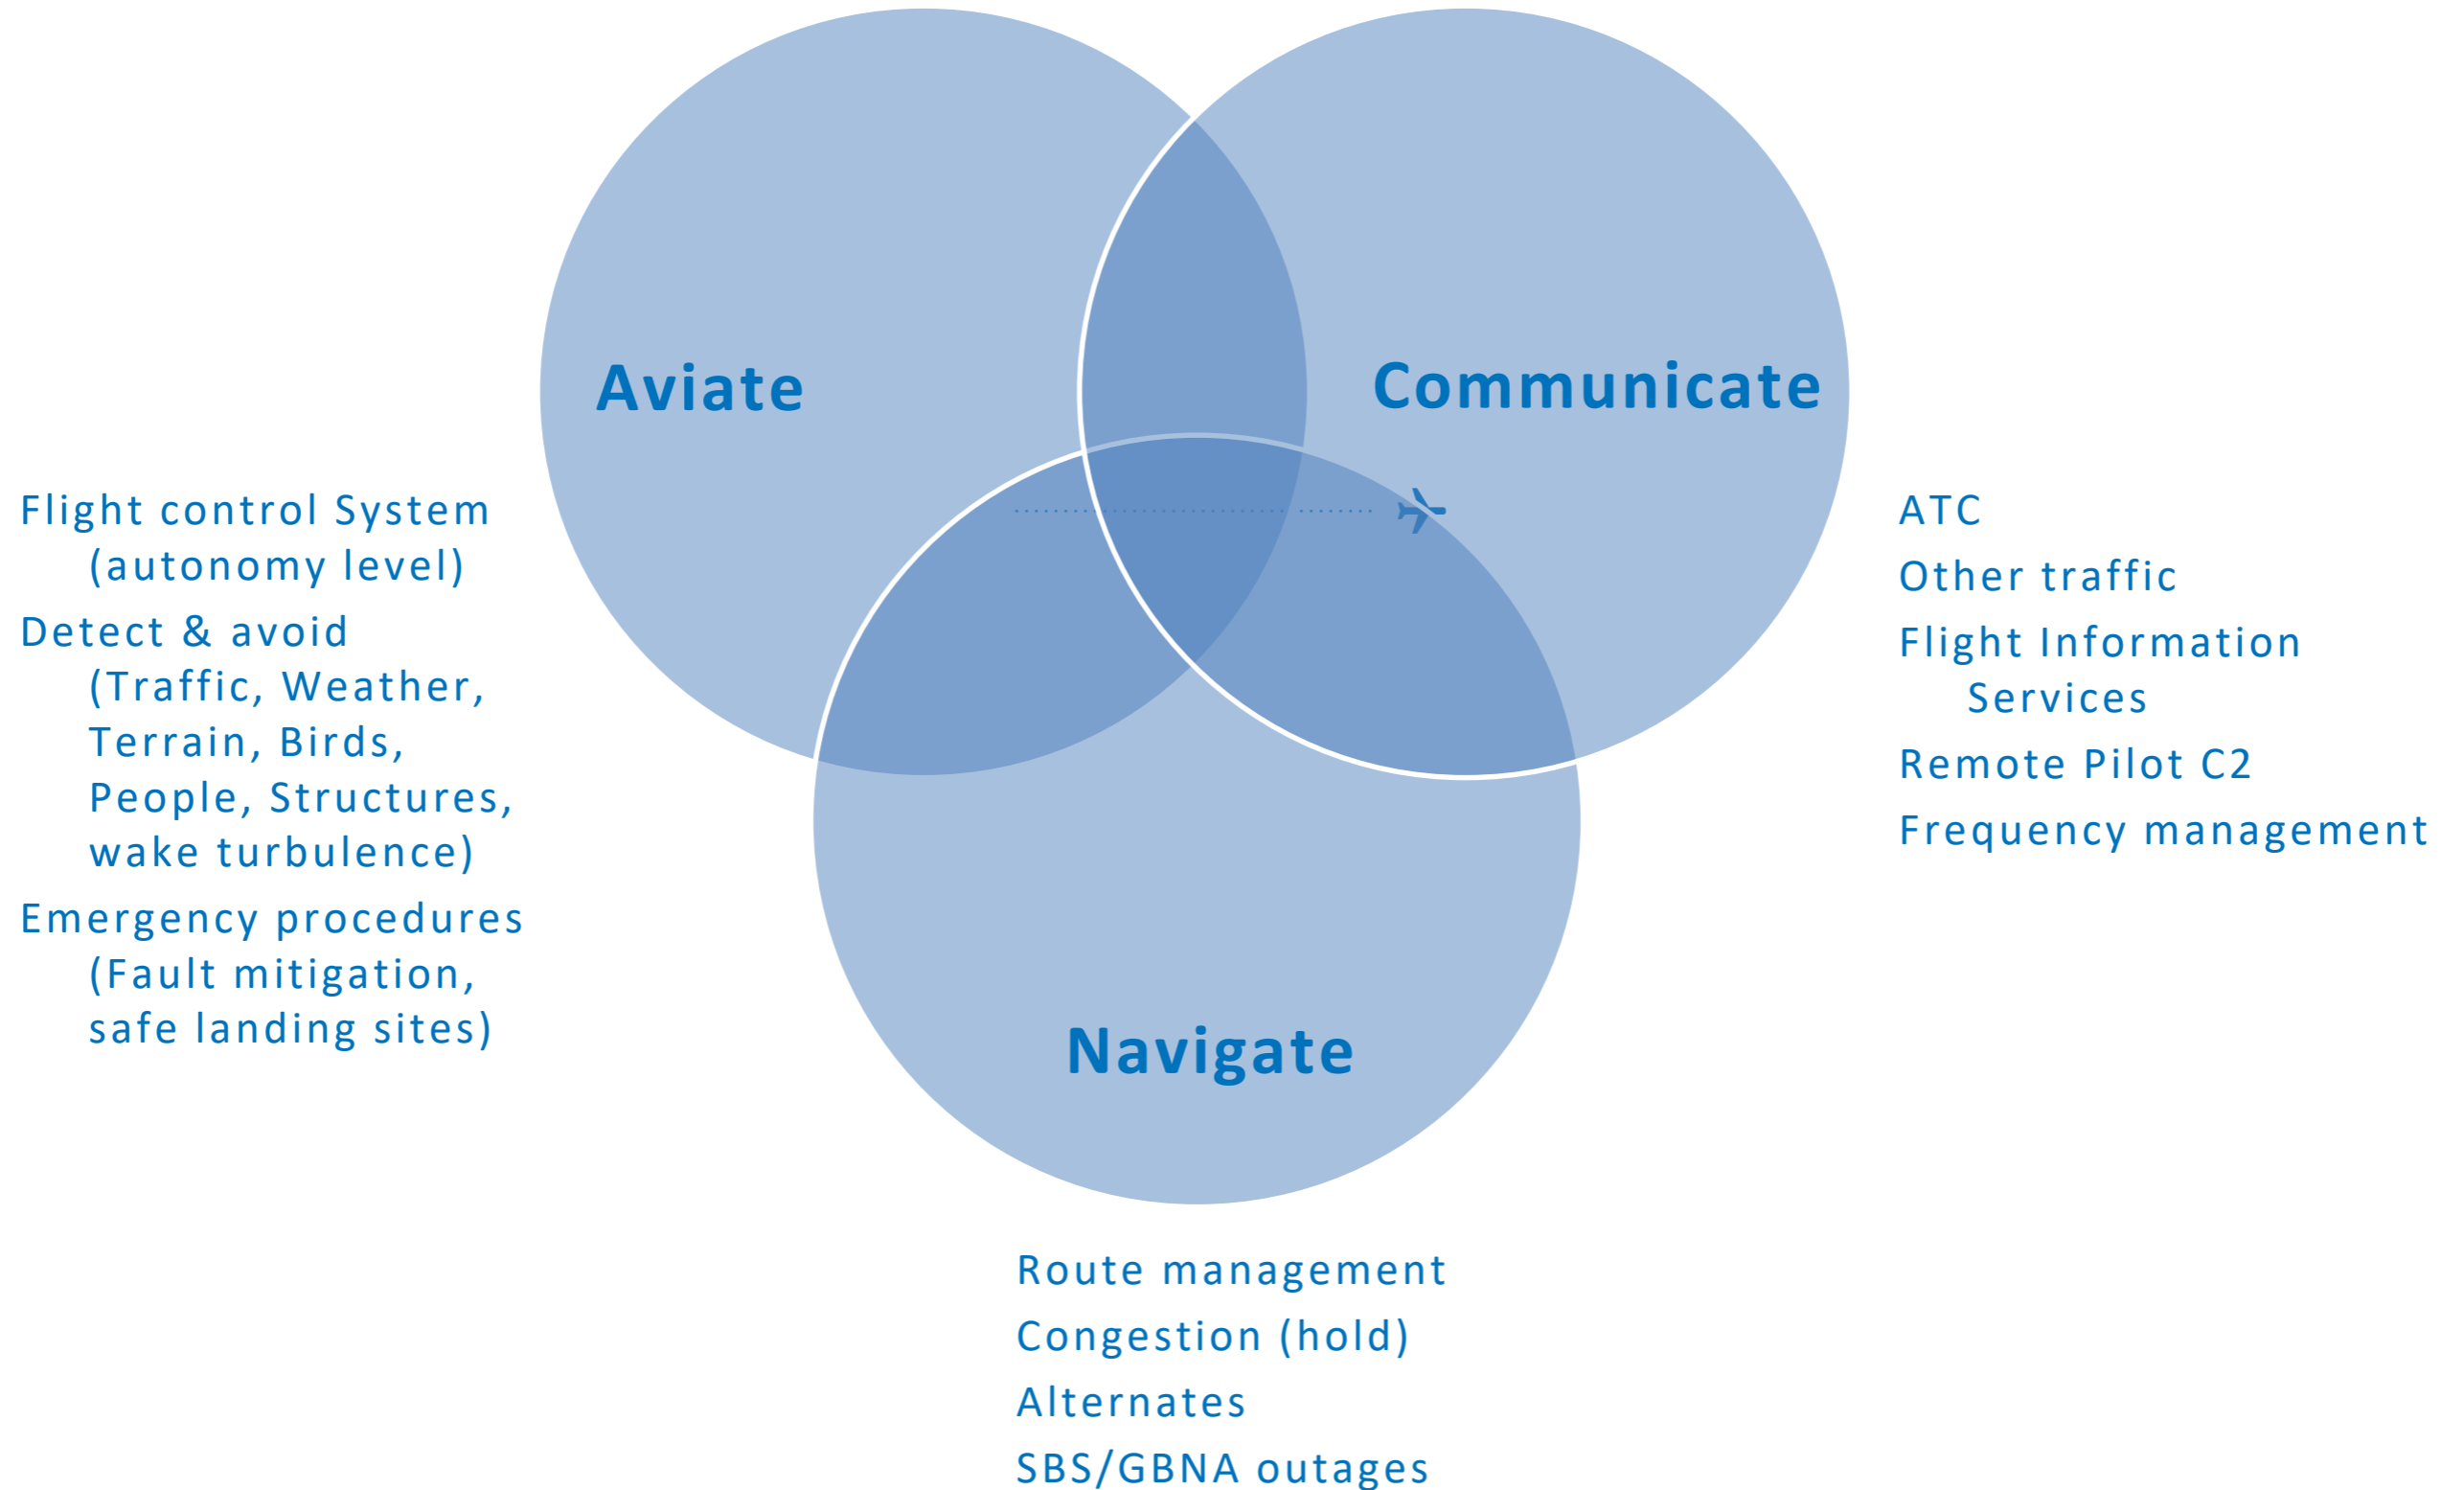 Aviate
Communicate
Flight control System
(autonomy level)
Detect & avoid
(Traffic, Weather,
Terrain, Birds,
People, Structures,
wake turbulence)
Emergency procedures
(Fault mitigation,
safe landing sites)
ATC
Other traffic
Flight Information
Services
Remote Pilot C2
Frequency management
Navigate
Route management
Congestion (hold)
Alternates
SBS/GBNA outages